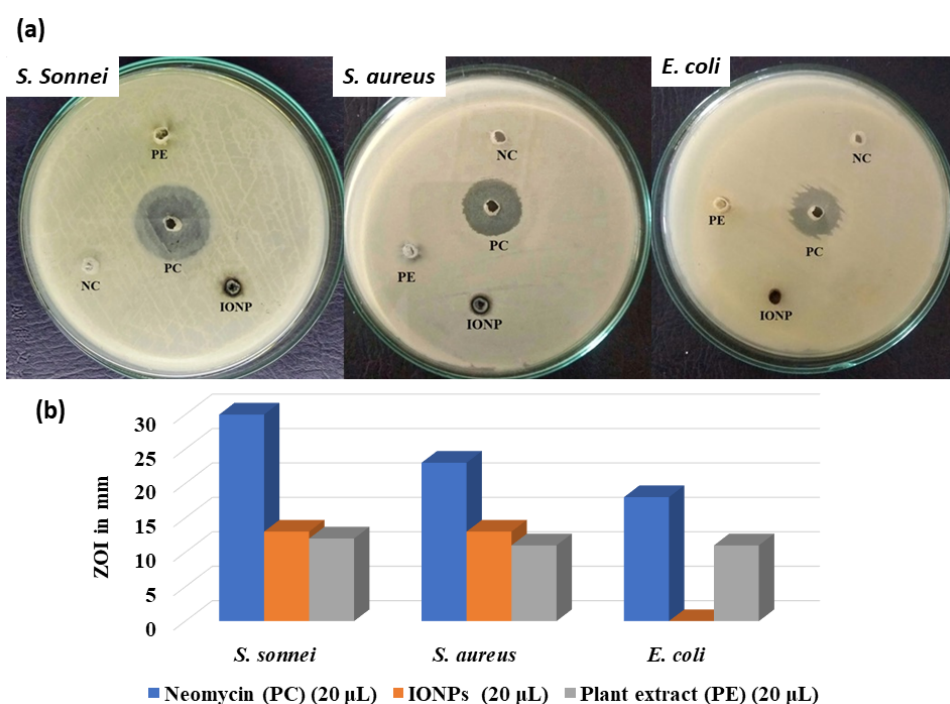 (a)
S. Sonnei
S. aureus
E. coli
PE
PC
NC
IONP
NC
PC
PE
IONP
NC
PE
PC
IONP
(b)
ZOI in mm
30
25
20
15
10
5
0
S. sonnei
S. aureus
E. coli
Neomycin (PC) (20 µL)
IONPs (20 µL)
Plant extract (PE) (20 µL)